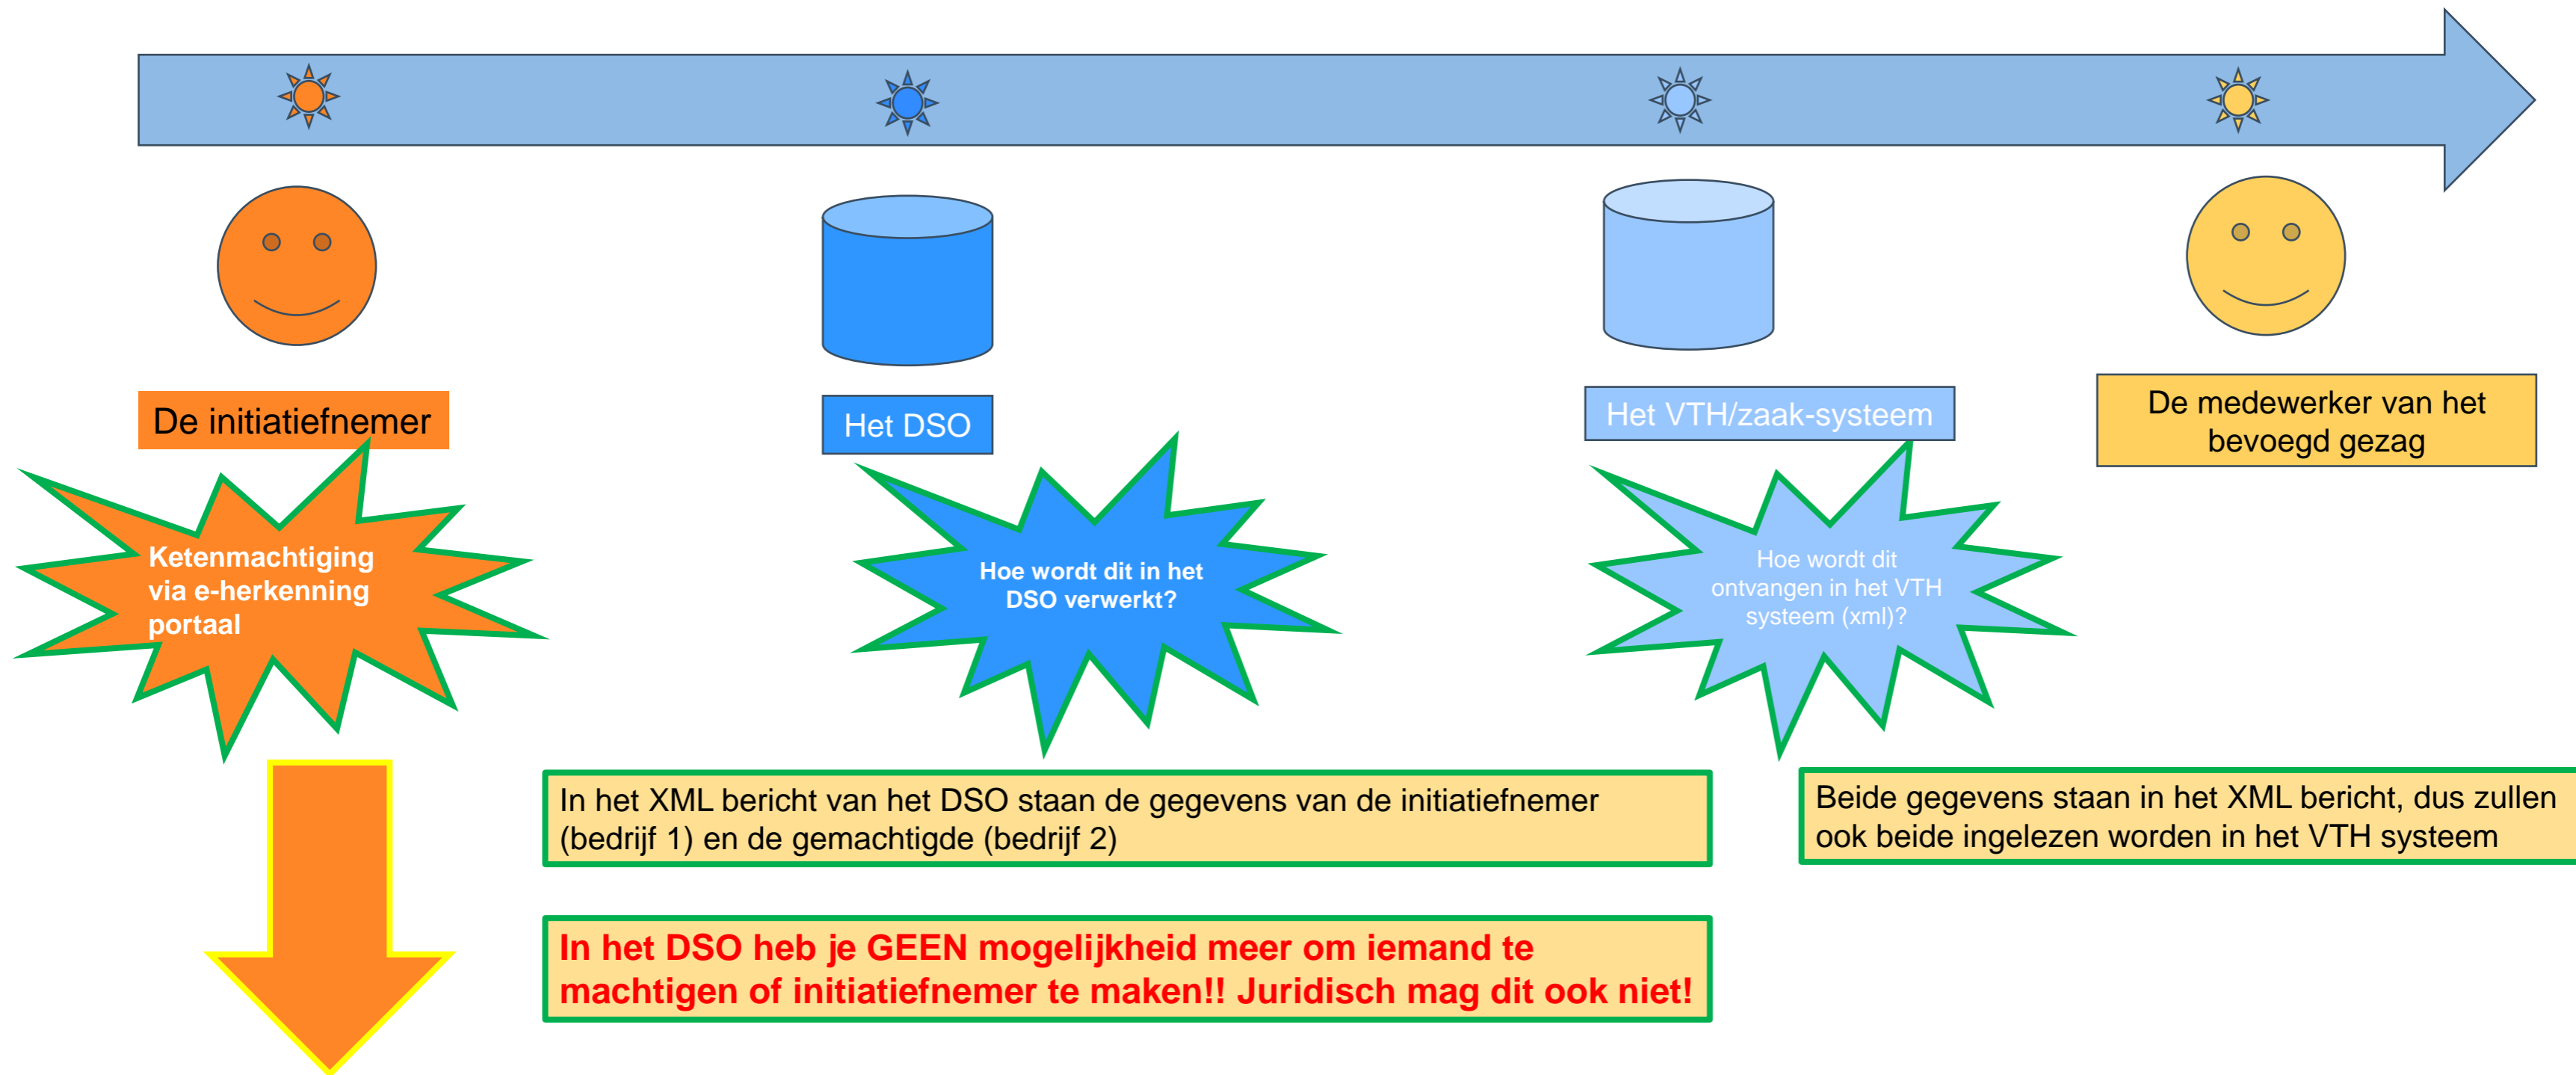 De initiatiefnemer
Het DSO
Het VTH/zaak-systeem
De medewerker van het
bevoegd gezag
Ketenmachtiging
via e-herkenning
portaal
Hoe wordt dit in het
DSO verwerkt?
Hoe wordt dit
ontvangen in het VTH
systeem (xml)?
In het XML bericht van het DSO staan de gegevens van de initiatiefnemer
(bedrijf 1) en de gemachtigde (bedrijf 2)
Beide gegevens staan in het XML bericht, dus zullen
ook beide ingelezen worden in het VTH systeem
In het DSO heb je GEEN mogelijkheid meer om iemand te
machtigen of initiatiefnemer te maken!! Juridisch mag dit ook niet!